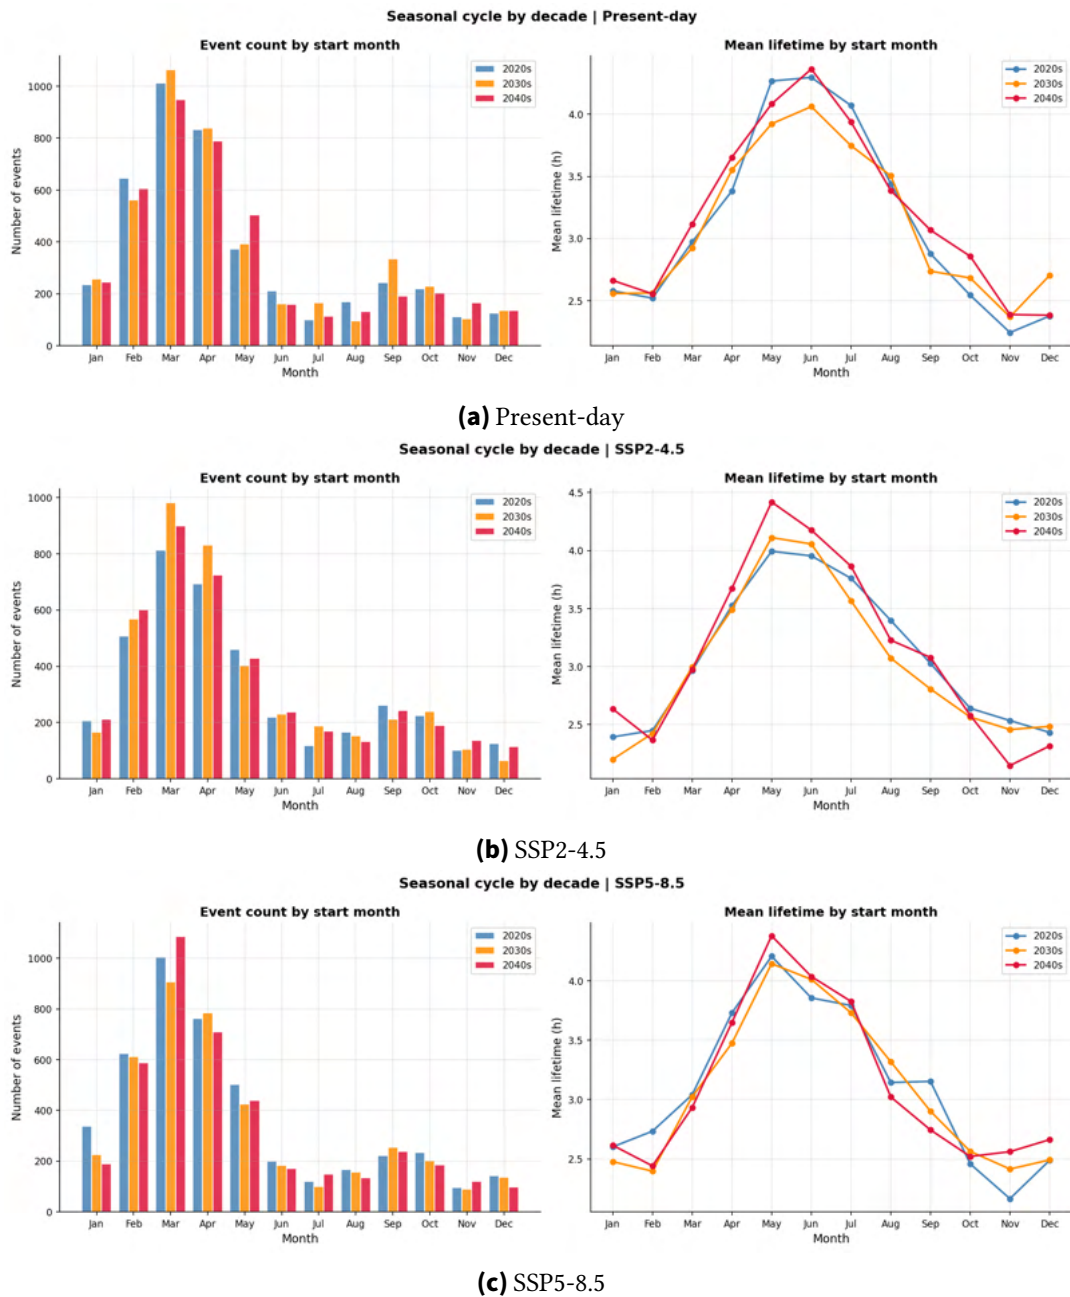 Seasonal cycle by decade | Present-day
Event count by start month
Number of events
1000
800
600
400
200
0
Jan Feb Mar Apr May Jun Jul Aug Sep Oct Nov Dec
Month
2020s
2030s
2040s
Mean lifetime by start month
Mean lifetime (h)
4.0
3.5
3.0
2.5
Jan Feb Mar Apr May Jun Jul Aug Sep Oct Nov Dec
Month
2020s
2030s
2040s
(a) Present-day
Seasonal cycle by decade | SSP2-4.5
Event count by start month
Number of events
1000
800
600
400
200
0
Jan Feb Mar Apr May Jun Jul Aug Sep Oct Nov Dec
Month
2020s
2030s
2040s
Mean lifetime by start month
Mean lifetime (h)
4.5
4.0
3.5
3.0
2.5
Jan Feb Mar Apr May Jun Jul Aug Sep Oct Nov Dec
Month
2020s
2030s
2040s
(b) SSP2-4.5
Seasonal cycle by decade | SSP5-8.5
Event count by start month
Number of events
1000
800
600
400
200
0
Jan Feb Mar Apr May Jun Jul Aug Sep Oct Nov Dec
Month
2020s
2030s
2040s
Mean lifetime by start month
Mean lifetime (h)
4.0
3.5
3.0
2.5
Jan Feb Mar Apr May Jun Jul Aug Sep Oct Nov Dec
Month
2020s
2030s
2040s
(c) SSP5-8.5